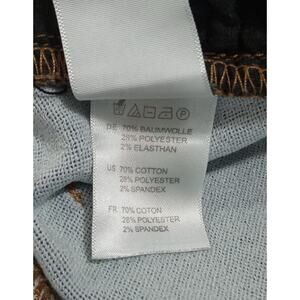 DE: 70% BAUMWOLLE
28% POLYESTER
2% ELASTHAN
US: 70% COTTON
28% POLYESTER
2% SPANDEX
FR: 70% COTON
28% POLYESTER
2% SPANDEX